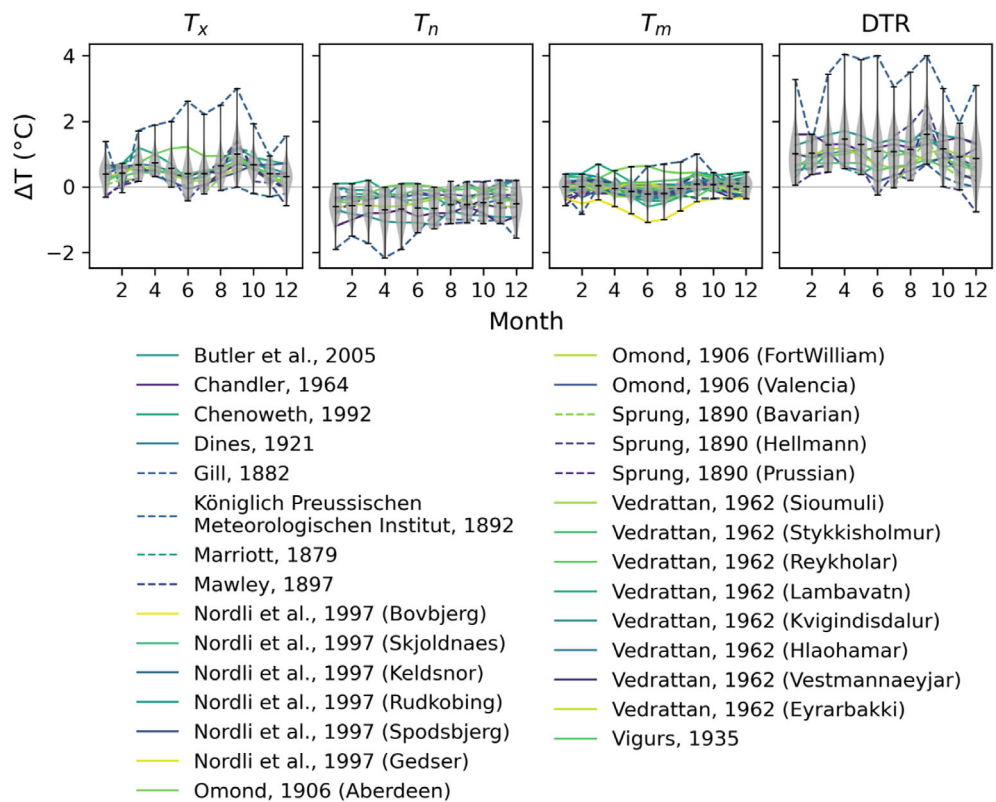 Tx Tn Tm DTR
4
2
0
−2
ΔT (°C)
2 4 6 8 10 12 2 4 6 8 10 12 2 4 6 8 10 12 2 4 6 8 10 12
Month
Butler et al., 2005
Chandler, 1964
Chenoweth, 1992
Dines, 1921
Gill, 1882
Königlich Preussischen
Meteorologischen Institut, 1892
Marriott, 1879
Mawley, 1897
Nordli et al., 1997 (Bovbjerg)
Nordli et al., 1997 (Skjoldnaes)
Nordli et al., 1997 (Keldsnor)
Nordli et al., 1997 (Rudkobing)
Nordli et al., 1997 (Spodsbjerg)
Nordli et al., 1997 (Gedser)
Omond, 1906 (Aberdeen)
Omond, 1906 (FortWilliam)
Omond, 1906 (Valencia)
Sprung, 1890 (Bavarian)
Sprung, 1890 (Hellmann)
Sprung, 1890 (Prussian)
Vedrattan, 1962 (Sioumuli)
Vedrattan, 1962 (Stykkisholmur)
Vedrattan, 1962 (Reykholar)
Vedrattan, 1962 (Lambavatn)
Vedrattan, 1962 (Kvigindisdalur)
Vedrattan, 1962 (Hlaohamar)
Vedrattan, 1962 (Vestmannaeyjar)
Vedrattan, 1962 (Eyrarbakki)
Vigurs, 1935